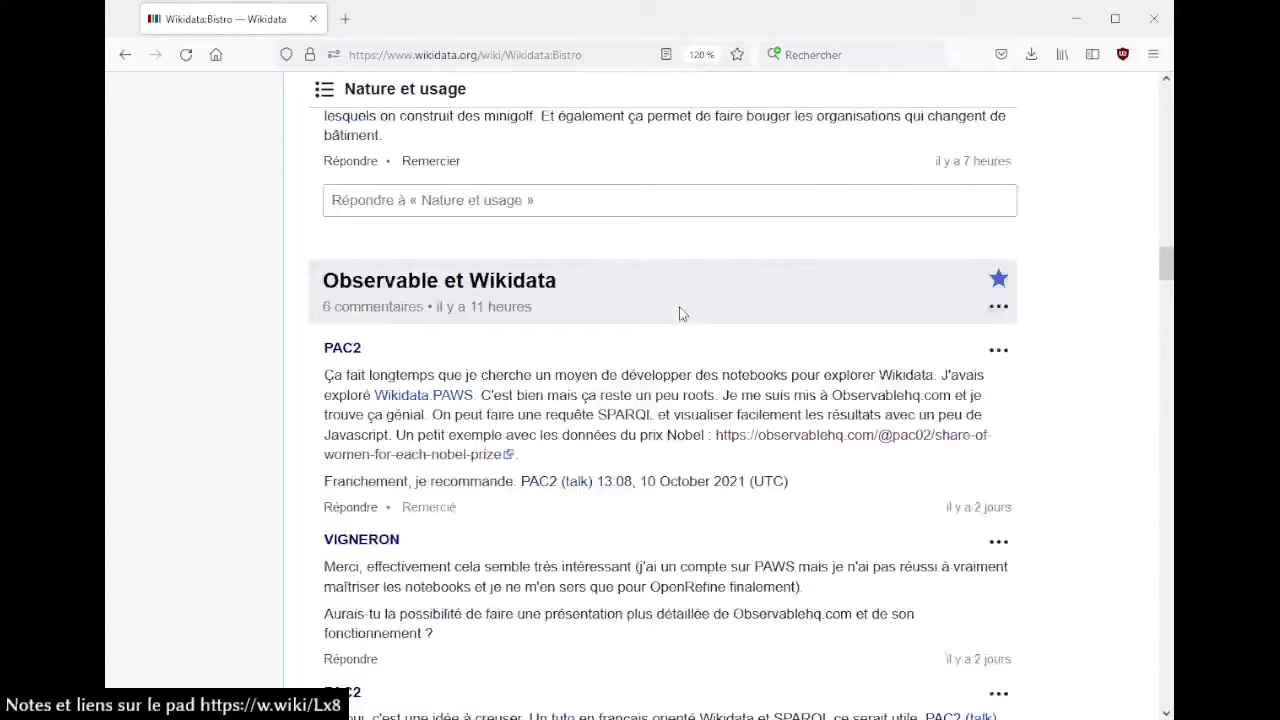 Wikidata:Bistro — Wikidata
https://www.wikidata.org/wiki/Wikidata:Bistro
120 %
Rechercher
Nature et usage
lesquels on construit des minigolf. Et également ça permet de faire bouger les organisations qui changent de
bâtiment.
Répondre • Remercier
il y a 7 heures
Répondre à « Nature et usage »
Observable et Wikidata
6 commentaires • il y a 11 heures
PAC2
Ça fait longtemps que je cherche un moyen de développer des notebooks pour explorer Wikidata. J'avais
exploré Wikidata:PAWS. C'est bien mais ça reste un peu roots. Je me suis mis à Observablehq.com et je
trouve ça génial. On peut faire une requête SPARQL et visualiser facilement les résultats avec un peu de
Javascript. Un petit exemple avec les données du prix Nobel : https://observablehq.com/@pac02/share-of-
women-for-each-nobel-prize.
Franchement, je recommande. PAC2 (talk) 13:08, 10 October 2021 (UTC)
Répondre • Remercié
il y a 2 jours
VIGNERON
Merci, effectivement cela semble très intéressant (j'ai un compte sur PAWS mais je n'ai pas réussi à vraiment
maîtriser les notebooks et je ne m'en sers que pour OpenRefine finalement).
Aurais-tu la possibilité de faire une présentation plus détaillée de Observablehq.com et de son
fonctionnement ?
Répondre
il y a 2 jours
PAC2
oui, c'est une idée à creuser. Un tuto en français orienté Wikidata et SPARQL ce serait utile. PAC2 (talk)
Notes et liens sur le pad https://w.wiki/Lx8